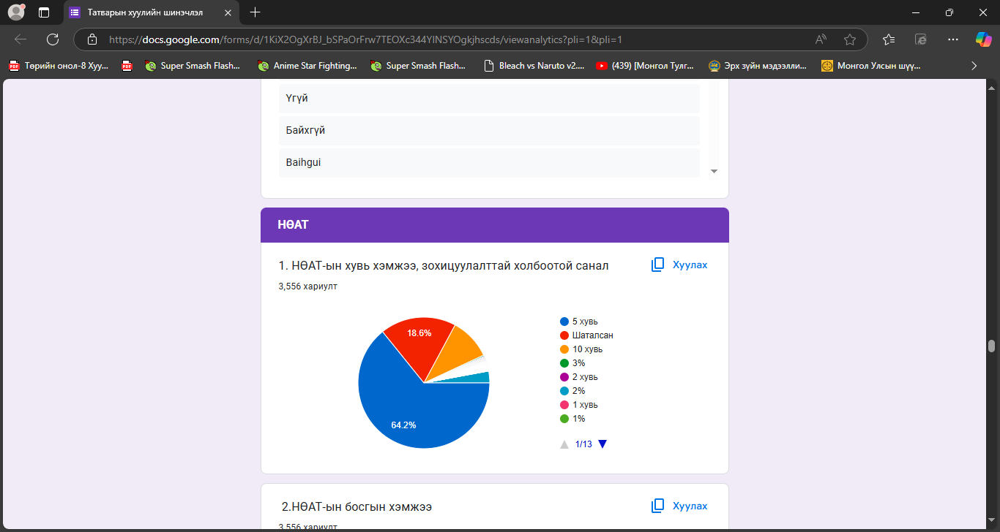 Татварын хуулийн шинэчлэл
https://docs.google.com/forms/d/1KiX2OgXrBJ_bSPaOrFrw7TEOXc344YlNSYOgkjhscds/viewanalytics?pli=1&pli=1
Төрийн онол-8 Хуу...
Super Smash Flash...
Anime Star Fighting...
Super Smash Flash...
Bleach vs Naruto v2....
(439) [Монгол Тулг...
Эрх зүйн мэдээлли...
Монгол Улсын шүү...
Үгүй
Байхгүй
Baihgui
НӨАТ
1. НӨАТ-ын хувь хэмжээ, зохицуулалттай холбоотой санал
Хуулах
3,556 хариулт
18.6%
64.2%
5 хувь
Шаталсан
10 хувь
3%
2 хувь
2%
1 хувь
1%
1/13
2.НӨАТ-ын босгын хэмжээ
Хуулах
3,556 хариулт